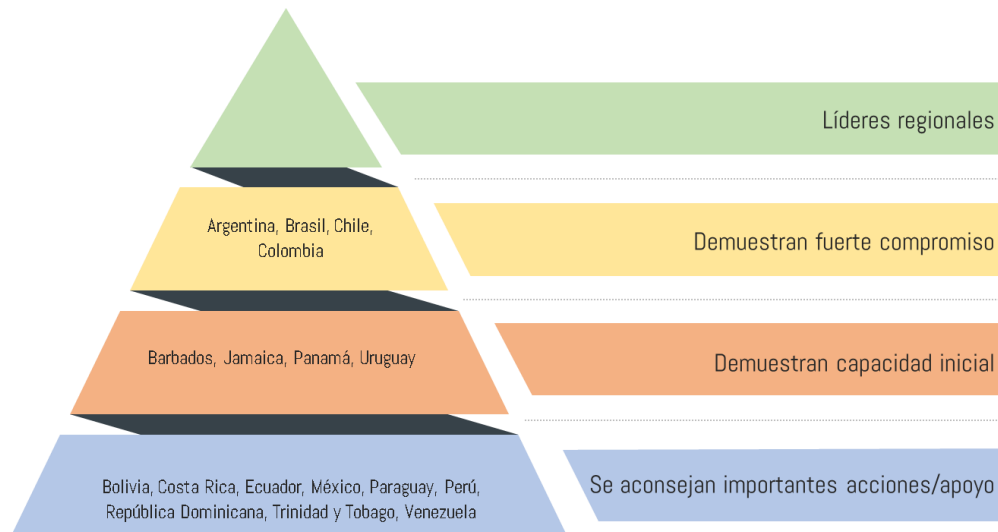 Líderes regionales
Argentina, Brasil, Chile,
Colombia
Demuestran fuerte compromiso
Barbados, Jamaica, Panamá, Uruguay
Demuestran capacidad inicial
Bolivia, Costa Rica, Ecuador, México, Paraguay, Perú,
República Dominicana, Trinidad y Tobago, Venezuela
Se aconsejan importantes acciones/apoyo